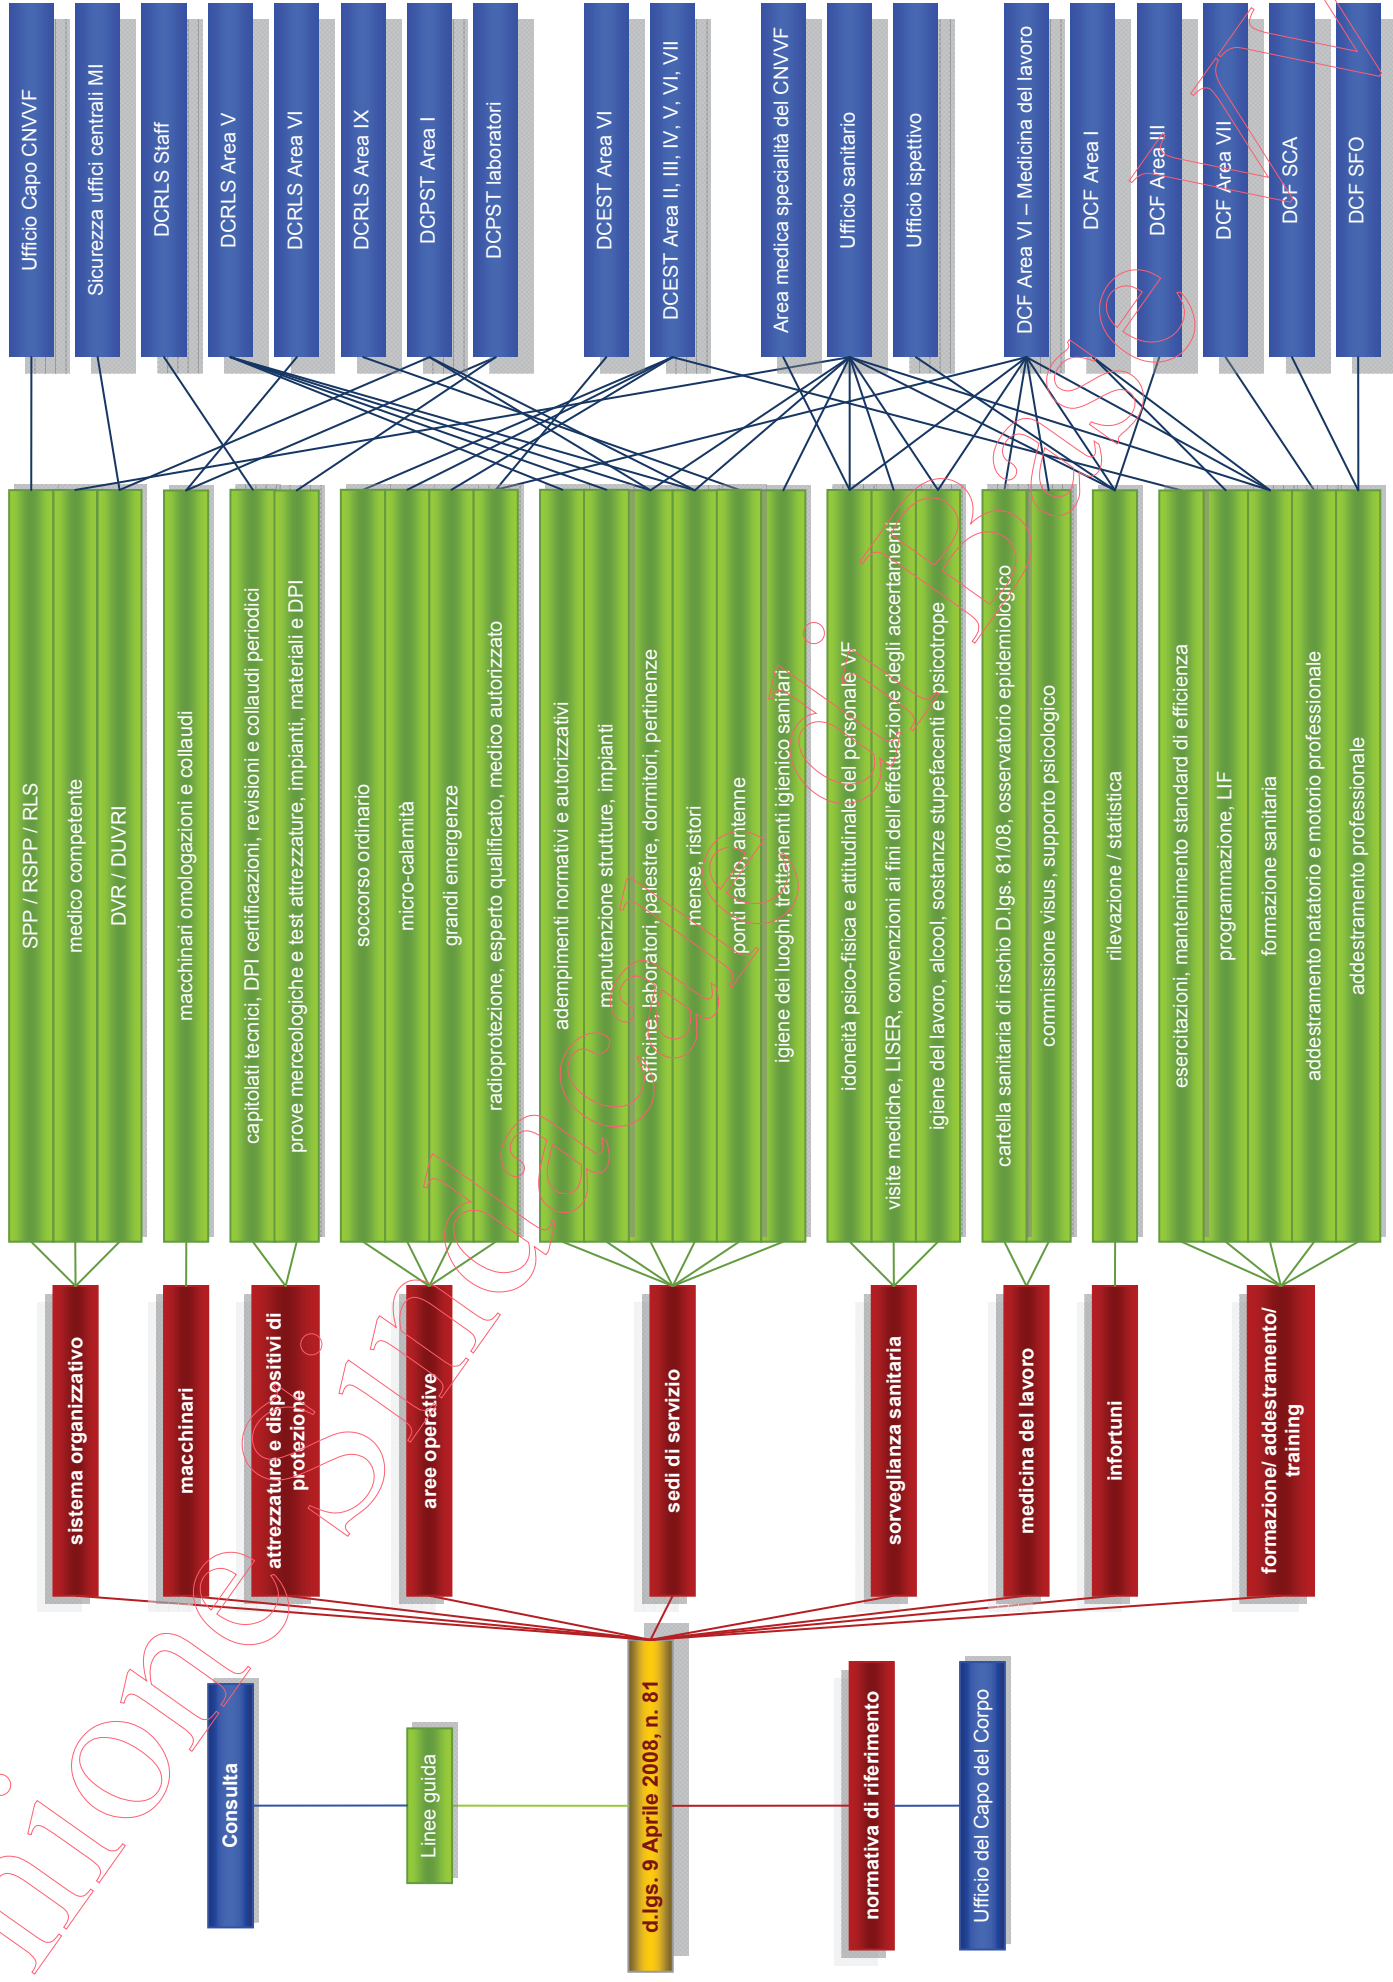 Consulta
Linee guida
d.lgs. 9 Aprile 2008, n. 81
normativa di riferimento
Ufficio del Capo del Corpo
sistema organizzativo
macchinari
attrezzature e dispositivi di
protezione
aree operative
sedi di servizio
sorveglianza sanitaria
medicina del lavoro
infortuni
formazione/ addestramento/
training
SPP / RSPP / RLS
medico competente
DVR / DUVRI
macchinari omologazioni e collaudi
capitolati tecnici, DPI certificazioni, revisioni e collaudi periodici
prove merceologiche e test attrezzature, impianti, materiali e DPI
soccorso ordinario
micro-calamità
grandi emergenze
radioprotezione, esperto qualificato, medico autorizzato
adempimenti normativi e autorizzativi
manutenzione strutture, impianti
officine, laboratori, palestre, dormitori, pertinenze
mense, ristori
ponti radio, antenne
igiene dei luoghi, trattamenti igienico sanitari
idoneità psico-fisica e attitudinale del personale VF
visite mediche, LISER, convenzioni ai fini dell'effettuazione degli accertamenti
igiene del lavoro, alcool, sostanze stupefacenti e psicotrope
cartella sanitaria di rischio D.lgs. 81/08, osservatorio epidemiologico
commissione visus, supporto psicologico
rilevazione / statistica
esercitazioni, mantenimento standard di efficienza
programmazione, LIF
formazione sanitaria
addestramento natatorio e motorio professionale
addestramento professionale
Ufficio Capo CNVVF
Sicurezza uffici centrali MI
DCRLS Staff
DCRLS Area V
DCRLS Area VI
DCRLS Area IX
DCPST Area I
DCPST laboratori
DCEST Area VI
DCEST Area II, III, IV, V, VI, VII
Area medica specialità del CNVVF
Ufficio sanitario
Ufficio ispettivo
DCF Area VI – Medicina del lavoro
DCF Area I
DCF Area III
DCF Area VII
DCF SCA
DCF SFO
nione Sindacale di Base V